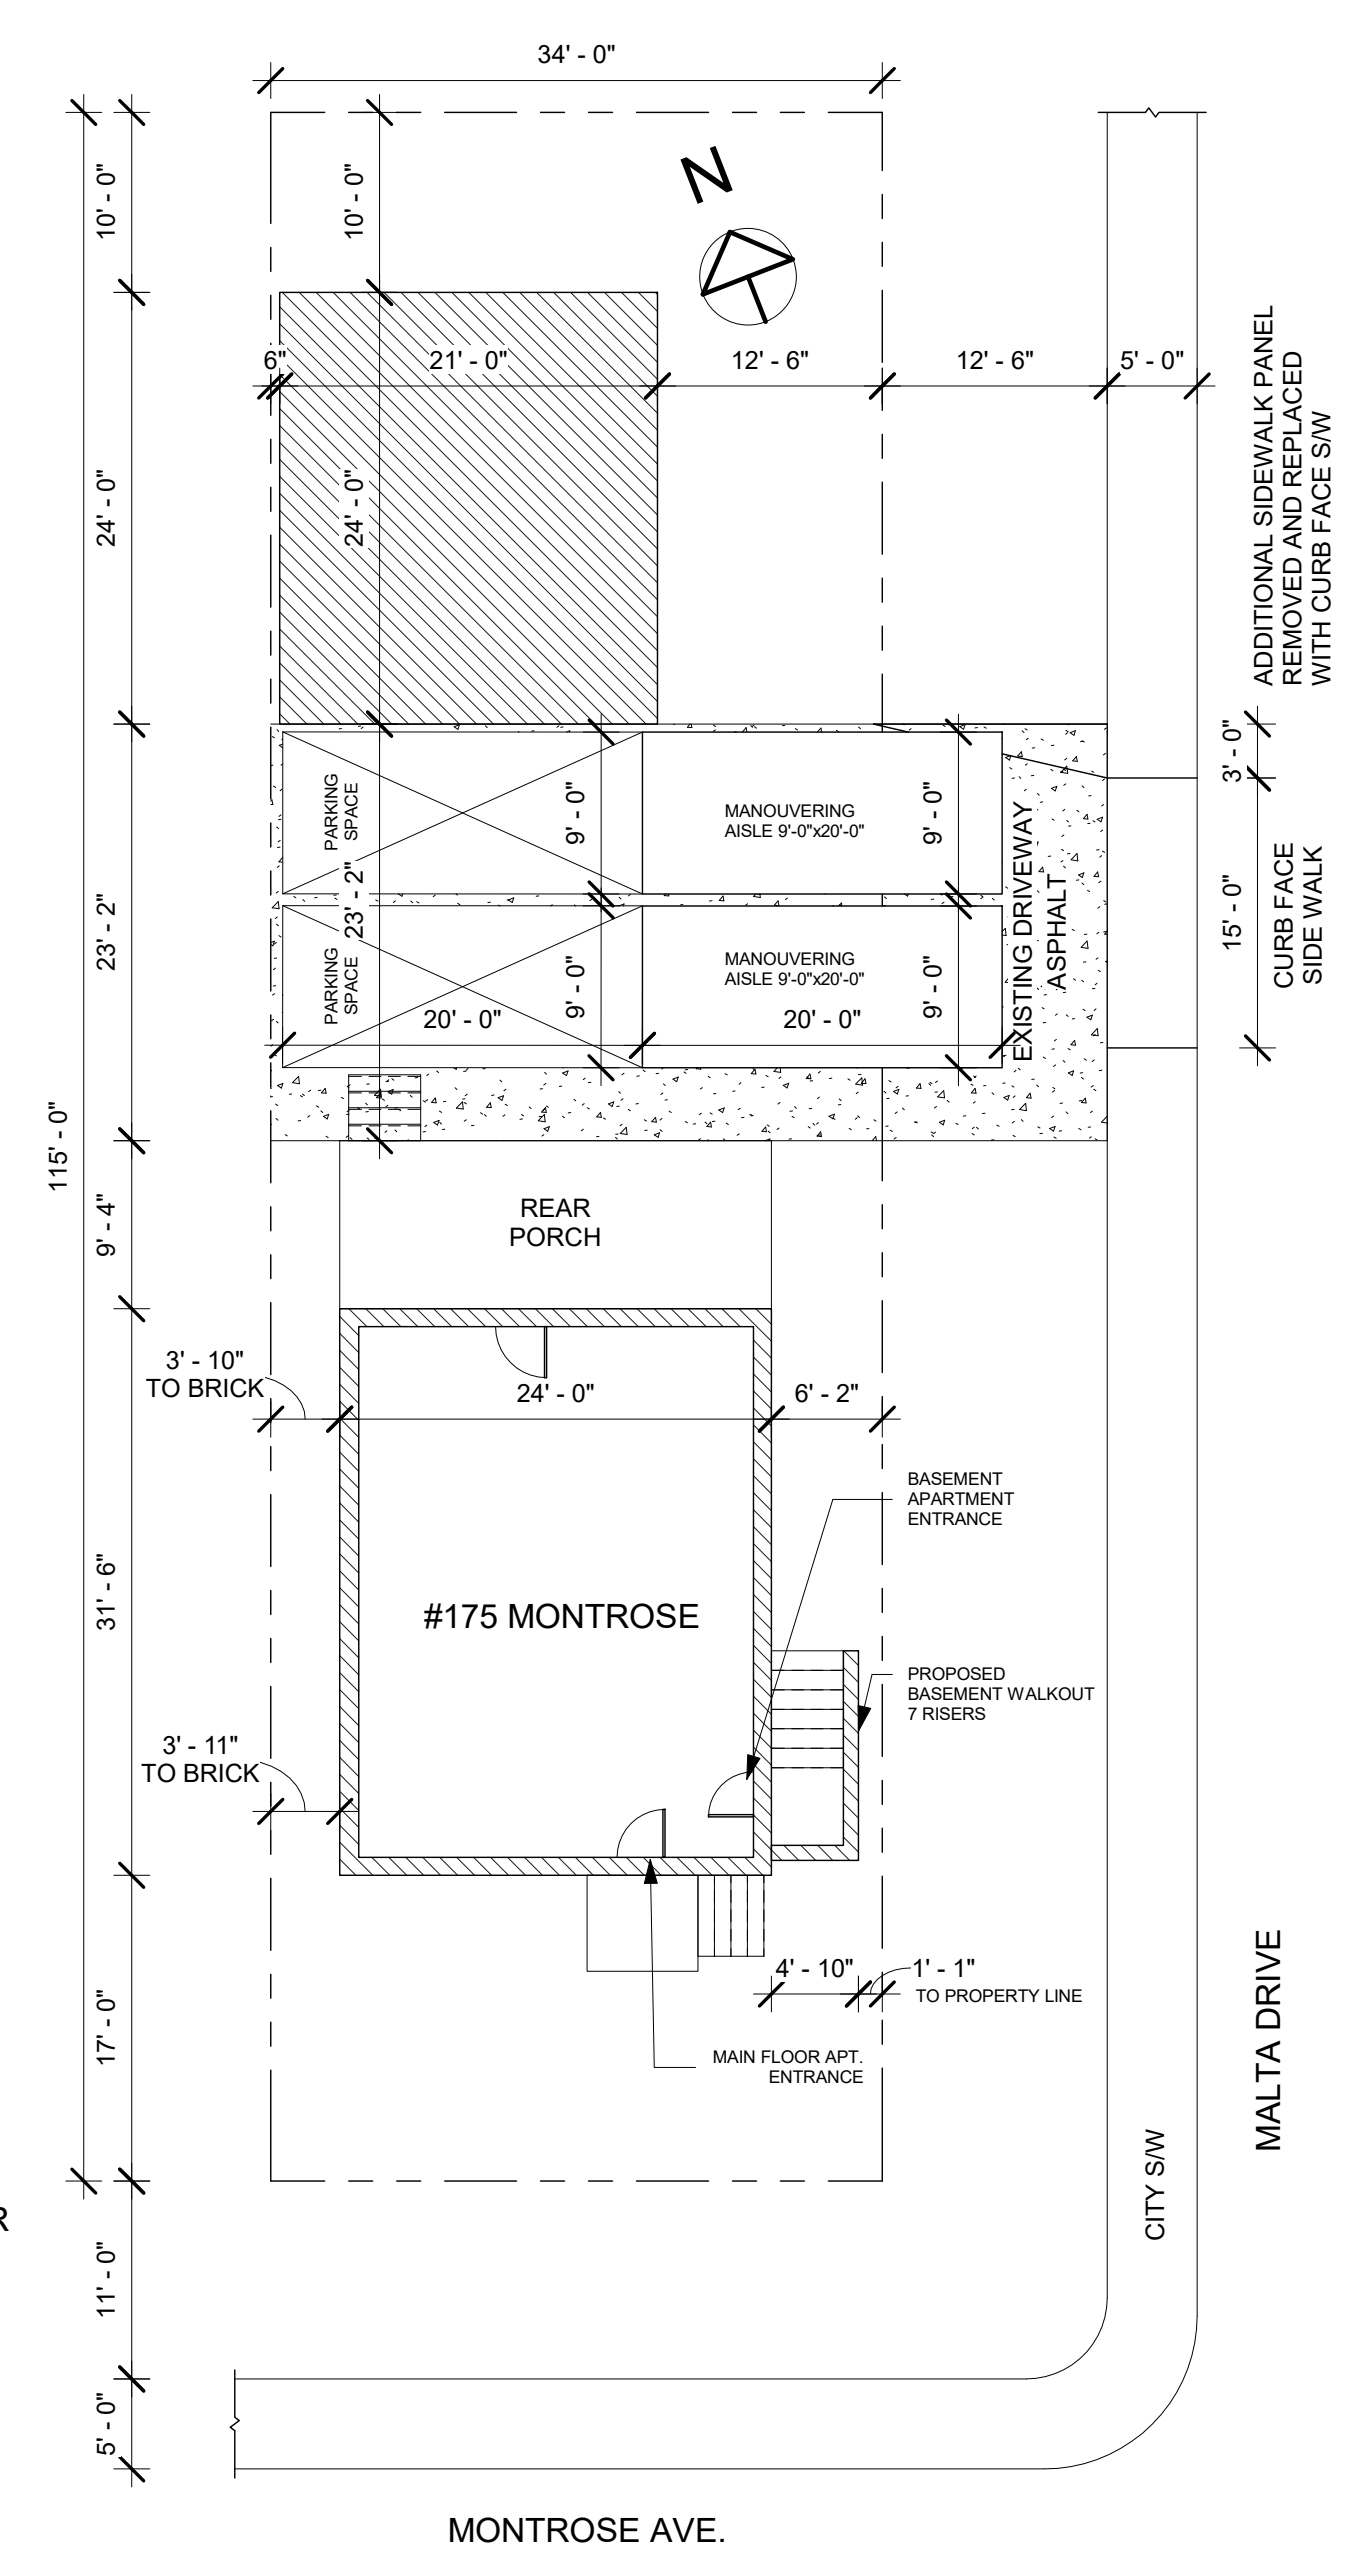 34' - 0"
N
10' - 0"
10' - 0"
6"
21' - 0"
12' - 6"
12' - 6"
5' - 0"
ADDITIONAL SIDEWALK PANEL
REMOVED AND REPLACED
WITH CURB FACE S/W
24' - 0"
24' - 0"
3' - 0"
PARKING
SPACE
9' - 0"
MANOUVERING
AISLE 9'-0"x20'-0"
9' - 0"
EXISTING DRIVEWAY
ASPHALT
23' - 2"
23' - 2"
15' - 0"
CURB FACE
SIDE WALK
PARKING
SPACE
9' - 0"
MANOUVERING
AISLE 9'-0"x20'-0"
9' - 0"
20' - 0"
20' - 0"
115' - 0"
9' - 4"
REAR
PORCH
3' - 10"
TO BRICK
24' - 0"
6' - 2"
BASEMENT
APARTMENT
ENTRANCE
31' - 6"
#175 MONTROSE
PROPOSED
BASEMENT WALKOUT
7 RISERS
3' - 11"
TO BRICK
4' - 10"
1' - 1"
TO PROPERTY LINE
17' - 0"
MAIN FLOOR APT.
ENTRANCE
MALTA DRIVE
CITY S/W
R
11' - 0"
5' - 0"
MONTROSE AVE.